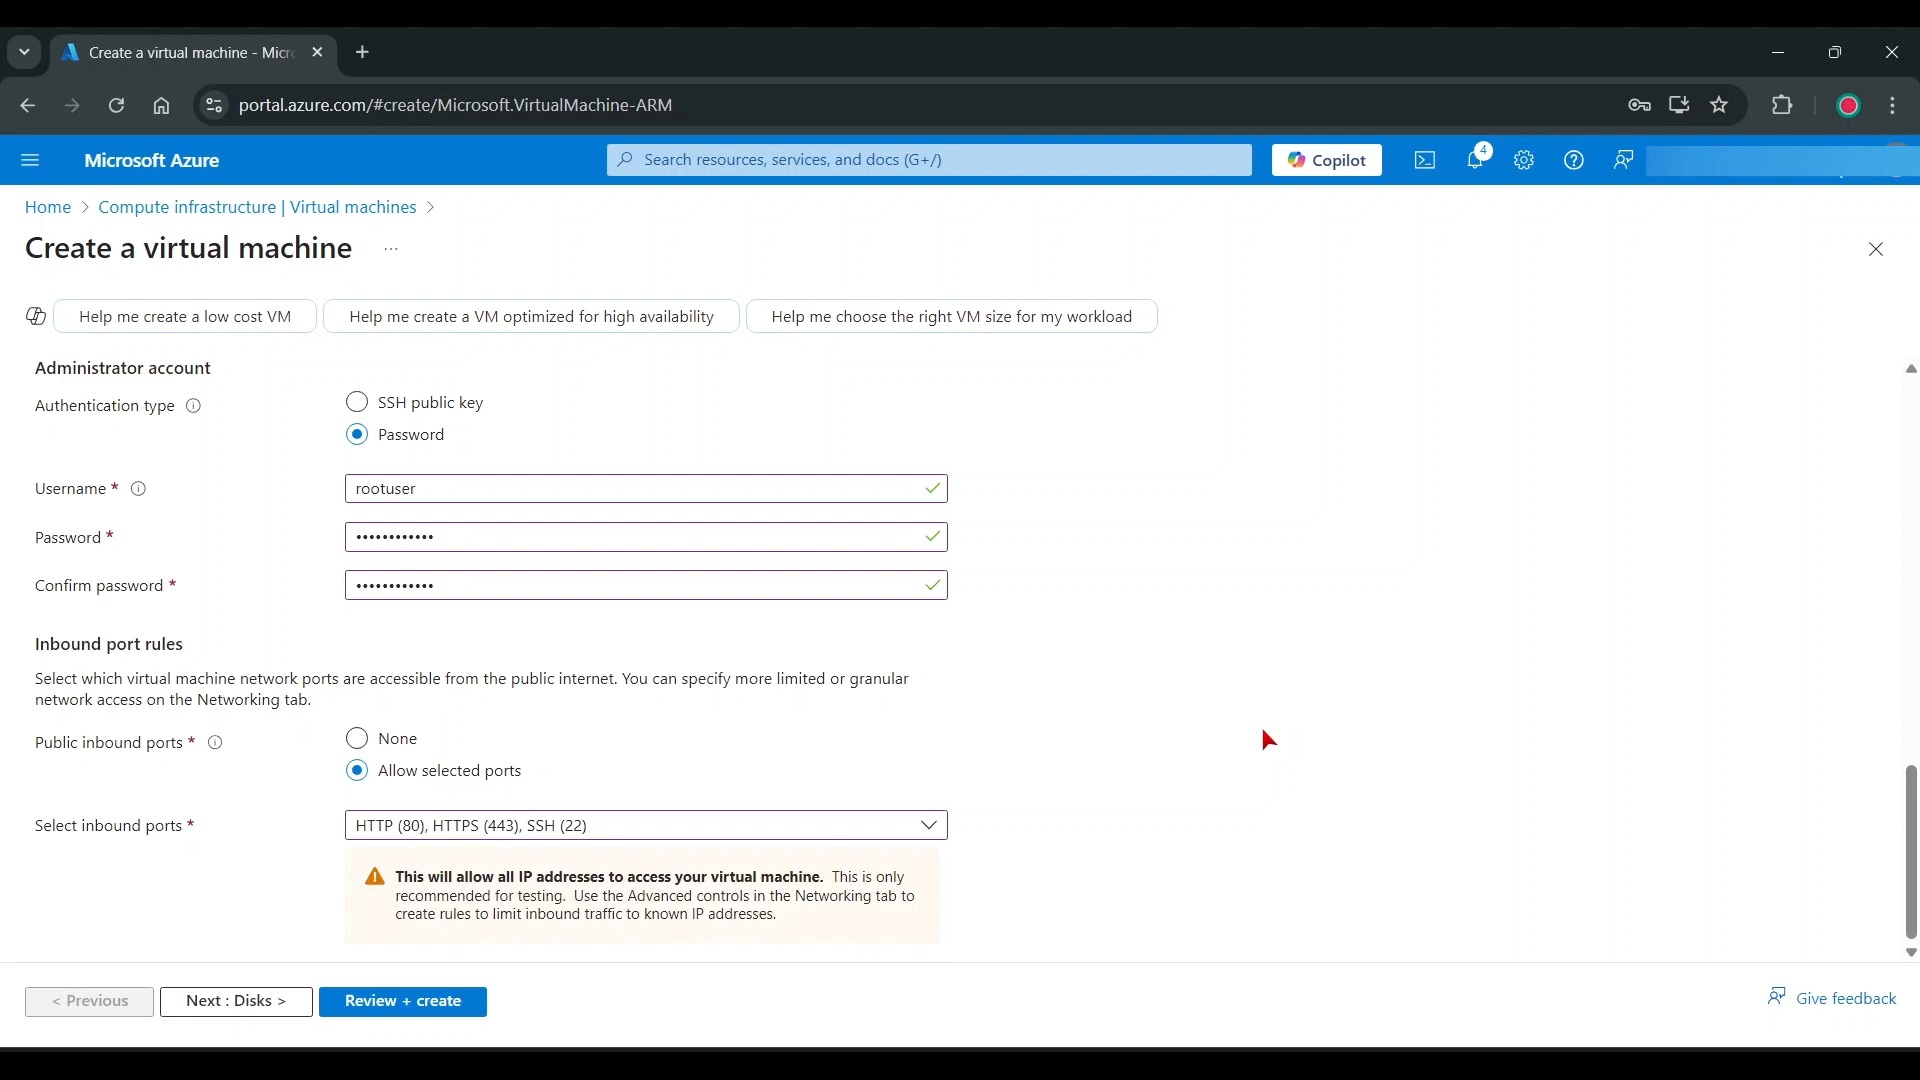 Create a virtual machine - Micr
portal.azure.com/#create/Microsoft.VirtualMachine-ARM
Microsoft Azure
Search resources, services, and docs (G+/)
Copilot
4
Home > Compute infrastructure | Virtual machines >
Create a virtual machine ...
Help me create a low cost VM
Help me create a VM optimized for high availability
Help me choose the right VM size for my workload
Administrator account
Authentication type
SSH public key
Password
Username *
rootuser
Password *
••••••••••••
Confirm password *
••••••••••••
Inbound port rules
Select which virtual machine network ports are accessible from the public internet. You can specify more limited or granular
network access on the Networking tab.
Public inbound ports *
None
Allow selected ports
Select inbound ports *
HTTP (80), HTTPS (443), SSH (22)
This will allow all IP addresses to access your virtual machine. This is only
recommended for testing. Use the Advanced controls in the Networking tab to
create rules to limit inbound traffic to known IP addresses.
< Previous
Next : Disks >
Review + create
Give feedback